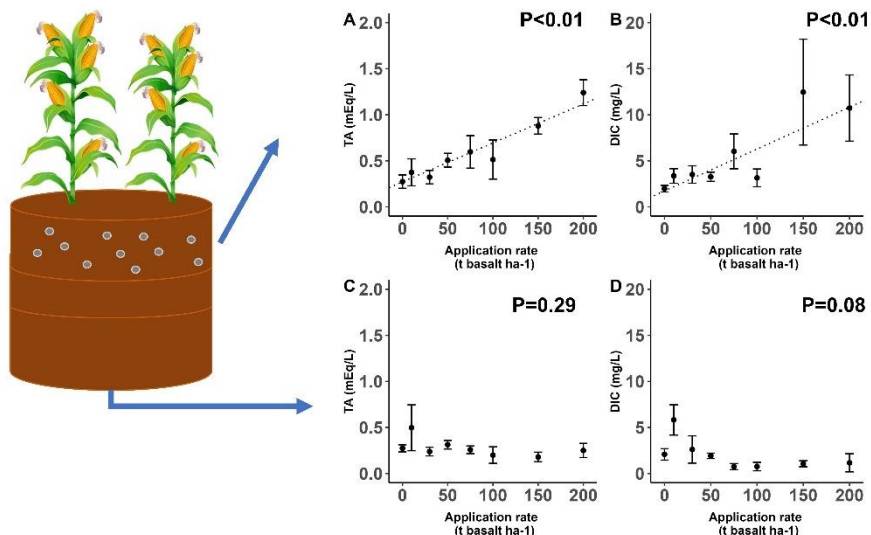 A
P<0.01
2.0
1.5
1.0
0.5
0.0
TA (mEq/L)
0 50 100 150 200
Application rate
(t basalt ha-1)
B
P<0.01
20
15
10
5
0
DIC (mg/L)
0 50 100 150 200
Application rate
(t basalt ha-1)
C
P=0.29
2.0
1.5
1.0
0.5
0.0
TA (mEq/L)
0 50 100 150 200
Application rate
(t basalt ha-1)
D
P=0.08
20
15
10
5
0
DIC (mg/L)
0 50 100 150 200
Application rate
(t basalt ha-1)